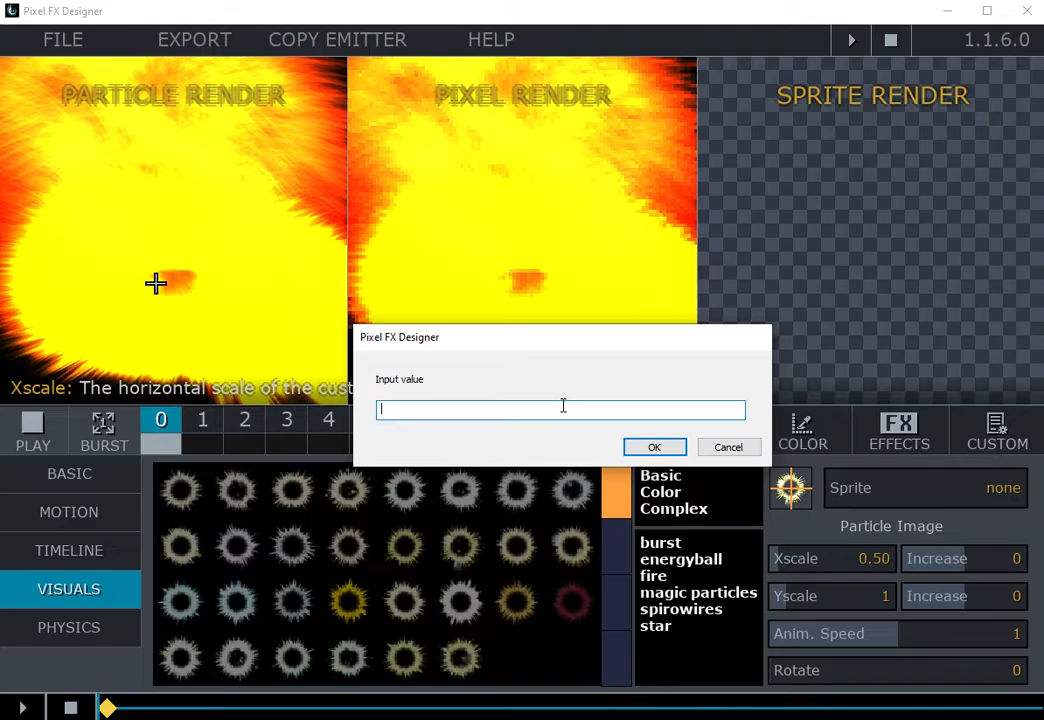 Pixel FX Designer
FILE EXPORT COPY EMITTER HELP 1.1.6.0
PARTICLE RENDER PIXEL RENDER SPRITE RENDER
Pixel FX Designer
Input value
Xscale: The horizontal scale of the cust
OK Cancel
PLAY BURST 0 1 2 3 4 COLOR EFFECTS CUSTOM
FX
BASIC
MOTION
TIMELINE
VISUALS
PHYSICS
Basic
Color
Complex
burst
energyball
fire
magic particles
spirowires
star
Sprite none
Particle Image
Xscale 0.50 Increase 0
Yscale 1 Increase 0
Anim. Speed 1
Rotate 0